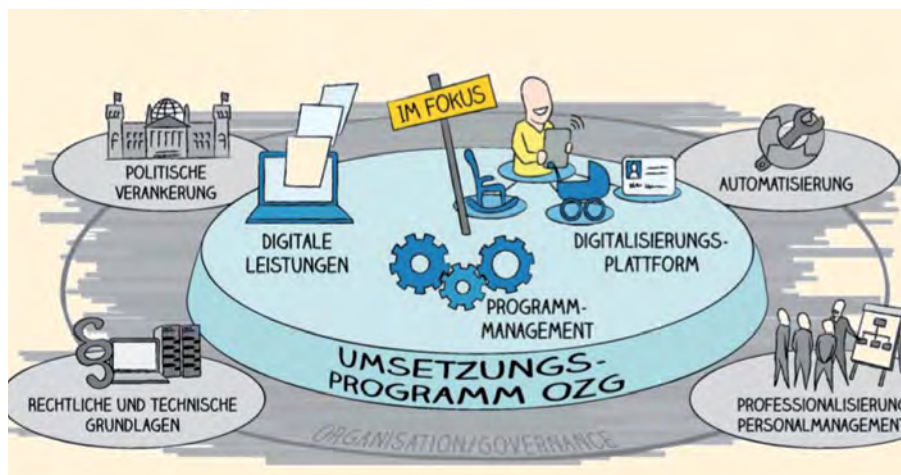 IM FOKUS
POLITISCHE
VERANKERUNG
AUTOMATISIERUNG
DIGITALE
LEISTUNGEN
DIGITALISIERUNGS-
PLATTFORM
PROGRAMM-
MANAGEMENT
UMSETZUNGS-
PROGRAMM OZG
RECHTLICHE UND TECHNISCHE
GRUNDLAGEN
PROFESSIONALISIERUNG
PERSONALMANAGEMENT
ORGANISATION/GOVERNANCE